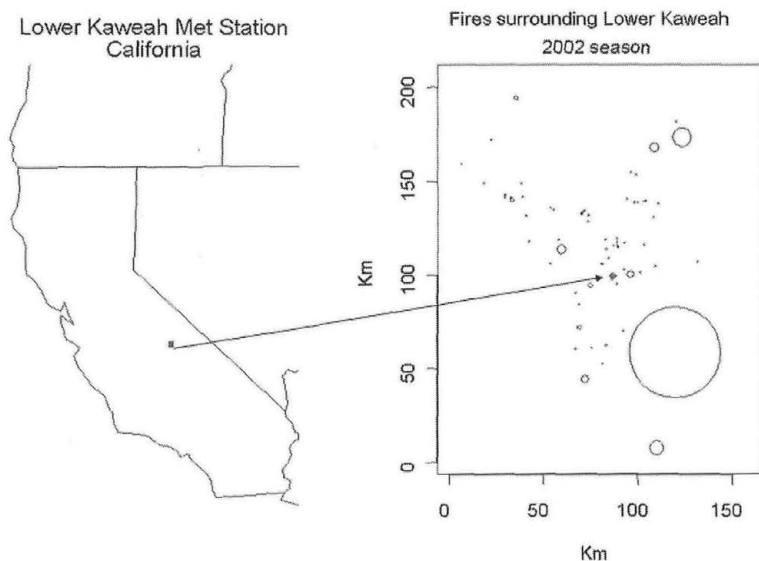 Lower Kaweah Met Station
California
Fires surrounding Lower Kaweah
2002 season
Km
200
150
100
50
0
0
50
100
150
Km